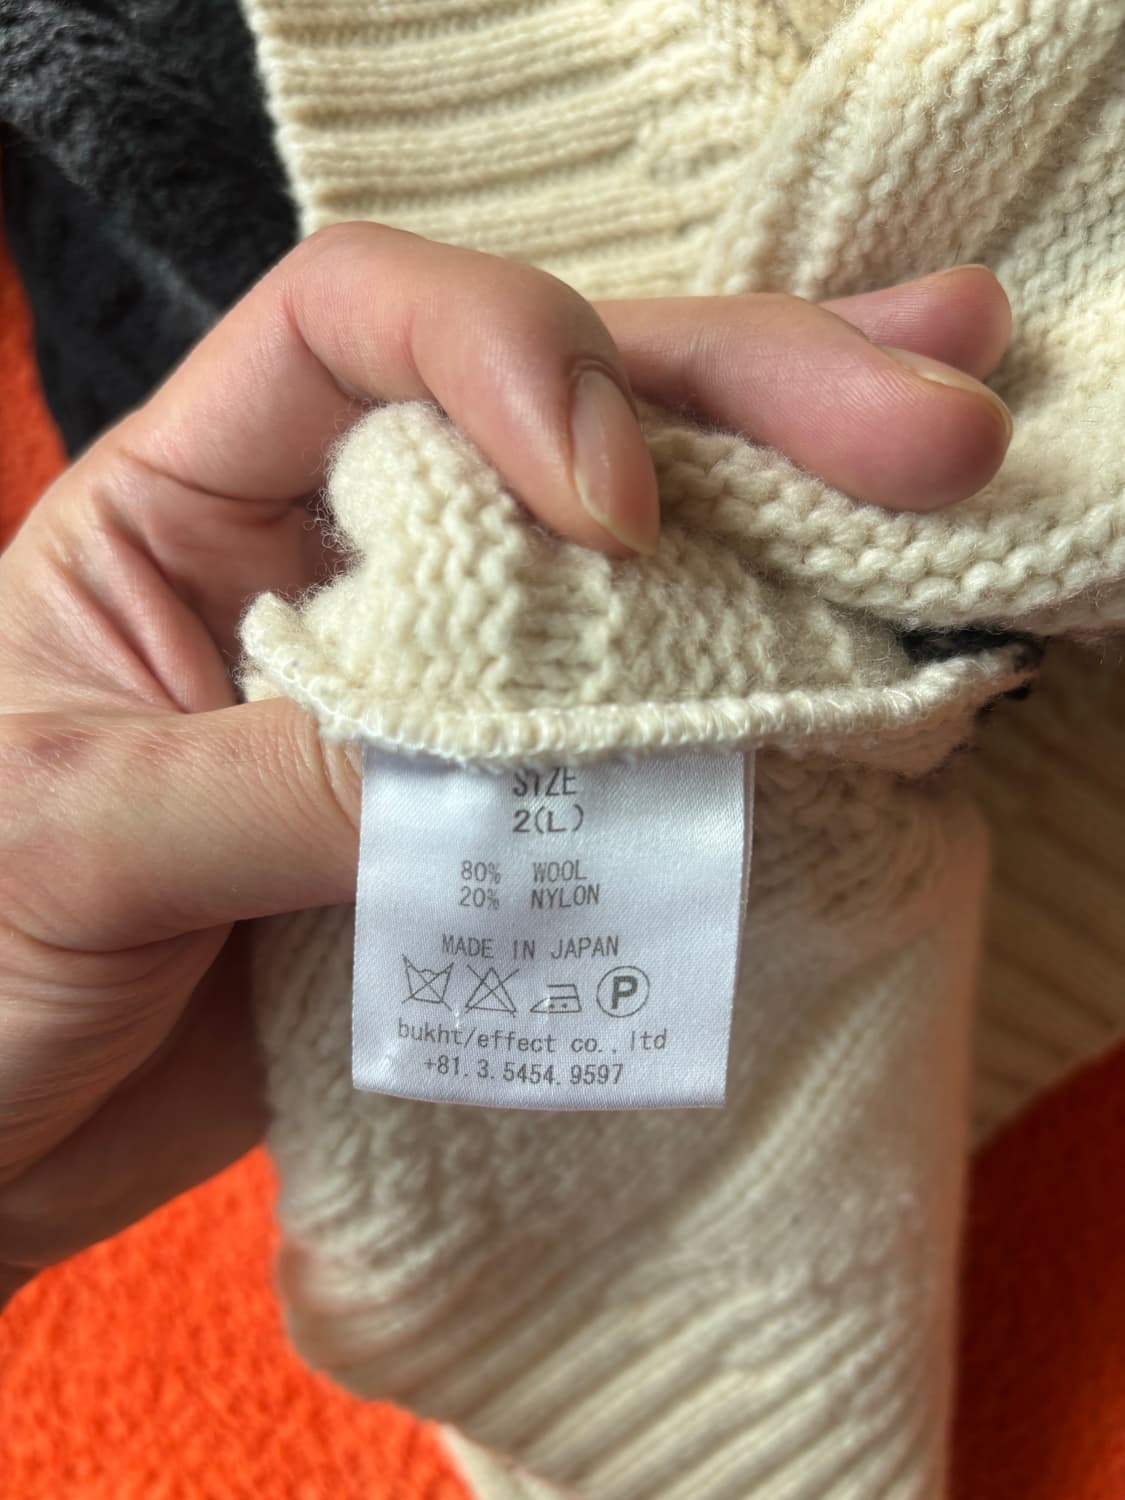 SIZE
2(L)
80% WOOL
20% NYLON
MADE IN JAPAN
P
bukht/effect co., ltd
+81.3.5454.9597